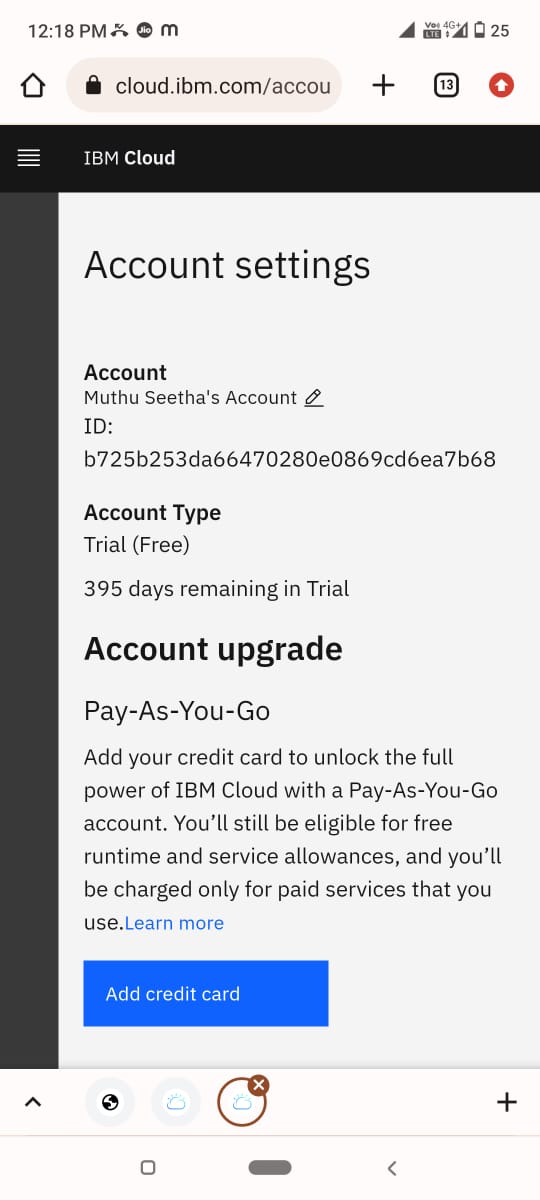 12:18 PM Jio m Vo) 4G+ LTE 25
cloud.ibm.com/accou 13
IBM Cloud
Account settings
Account
Muthu Seetha's Account
ID:
b725b253da66470280e0869cd6ea7b68
Account Type
Trial (Free)
395 days remaining in Trial
Account upgrade
Pay-As-You-Go
Add your credit card to unlock the full
power of IBM Cloud with a Pay-As-You-Go
account. You’ll still be eligible for free
runtime and service allowances, and you’ll
be charged only for paid services that you
use.Learn more
Add credit card